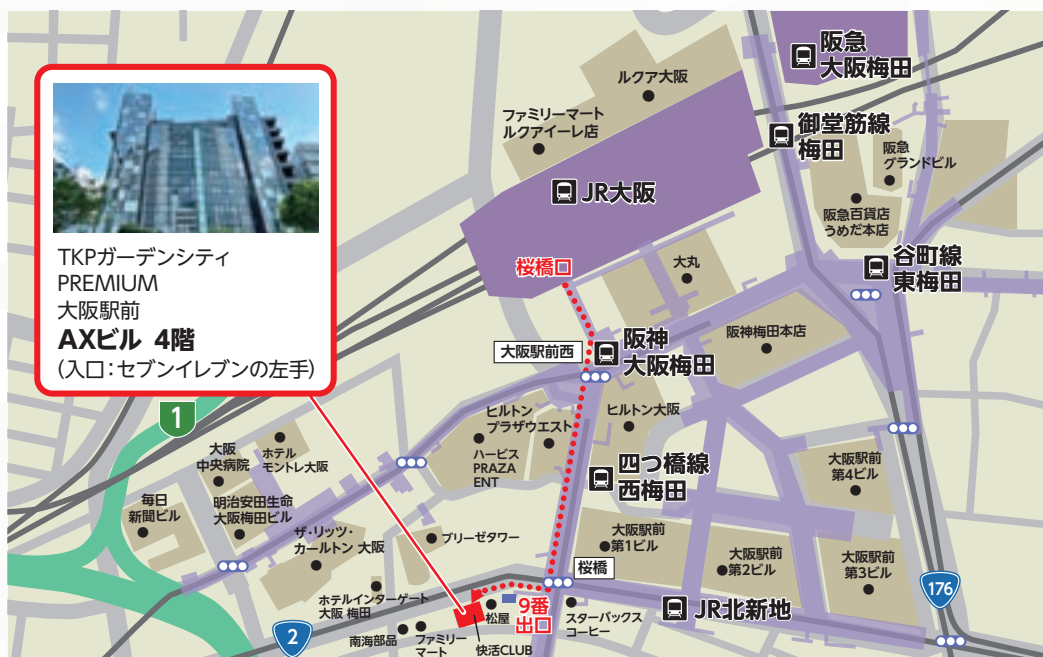 阪急
大阪梅田
ルクア大阪
ファミリーマート
ルクアイーレ店
御堂筋線
梅田
阪急
グランドビル
JR大阪
阪急百貨店
うめだ本店
TKPガーデンシティ
PREMIUM
大阪駅前
AXビル 4階
(入口:セブンイレブンの左手)
桜橋口
大丸
谷町線
東梅田
大阪駅前西
阪神
大阪梅田
阪神梅田本店
1
ヒルトン
プラザウエスト
ヒルトン大阪
大阪
中央病院
ホテル
モントレ大阪
ハービス
PRAZA
ENT
四つ橋線
西梅田
大阪駅前
第4ビル
毎日
新聞ビル
明治安田生命
大阪梅田ビル
ザ・リッツ・
カールトン 大阪
ブリーゼタワー
大阪駅前
第1ビル
大阪駅前
第2ビル
大阪駅前
第3ビル
桜橋
176
ホテルインターゲート
大阪 梅田
松屋
9番
出口
スターバックス
コーヒー
JR北新地
2
南海部品
ファミリー
マート
快活CLUB